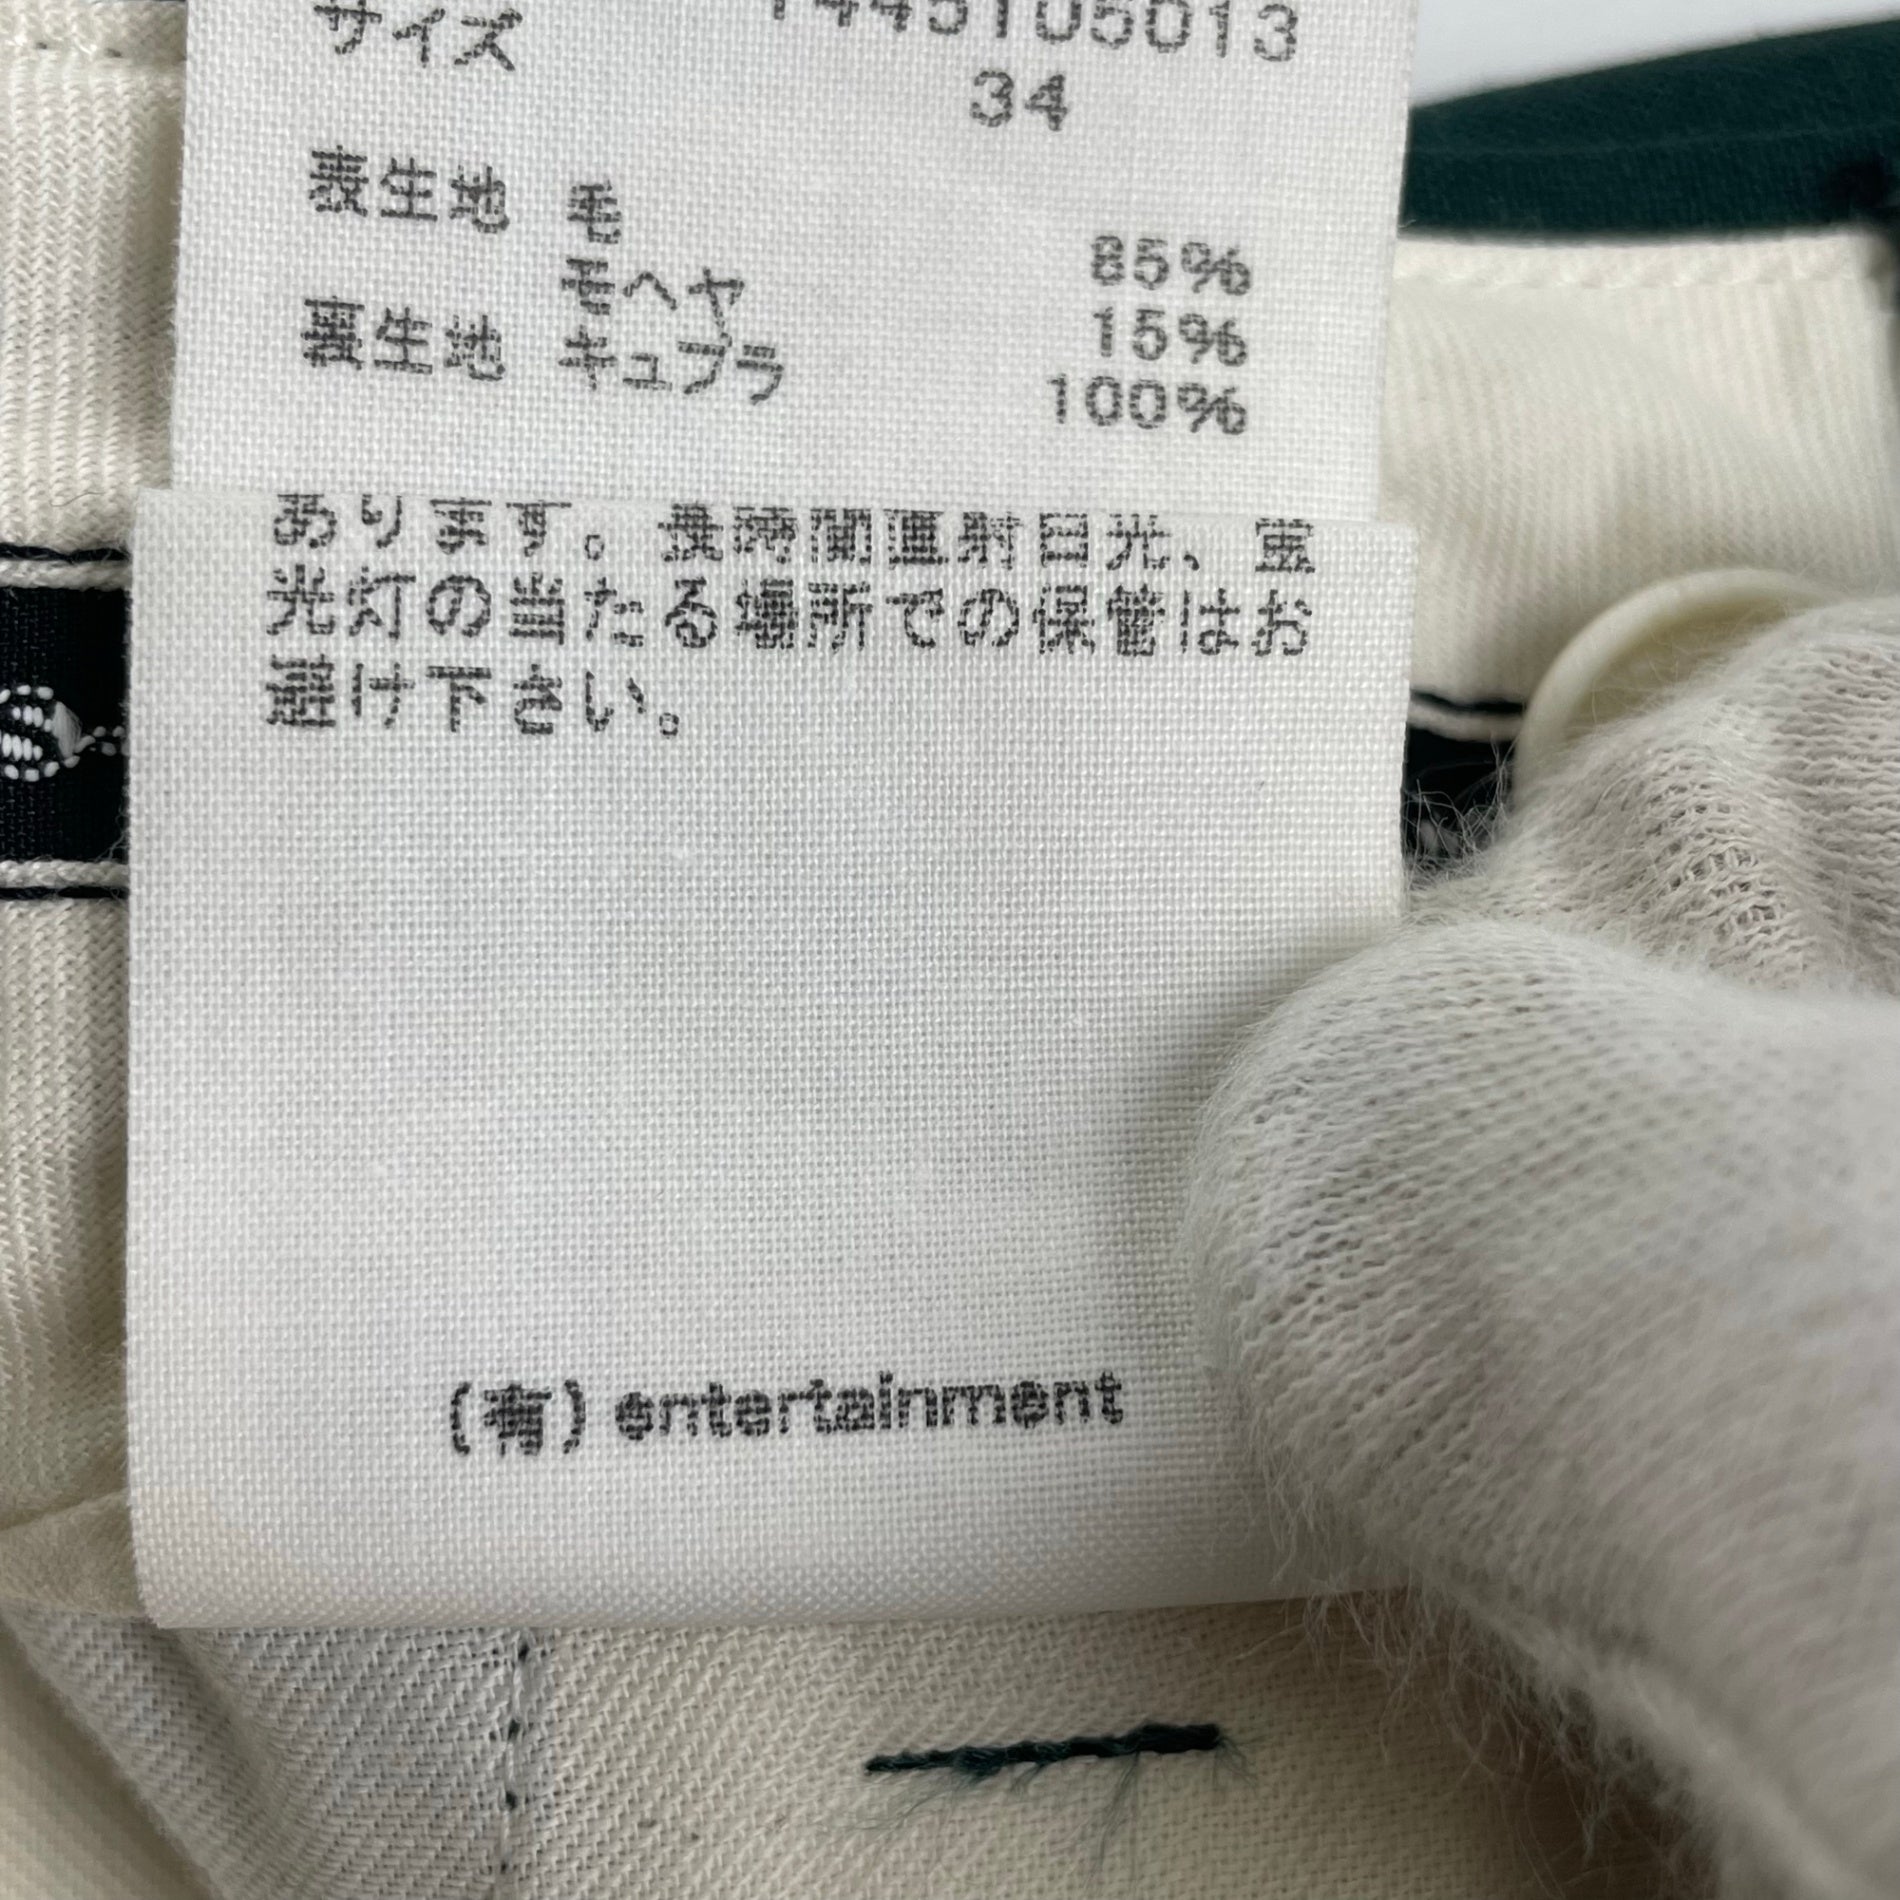 サイズ
34
表生地 毛 85%
モヘヤ 15%
裏生地 キュプラ 100%
あります。長時間直射日光、蛍
光灯の当たる場所での保管はお
避け下さい。
(有) entertainment